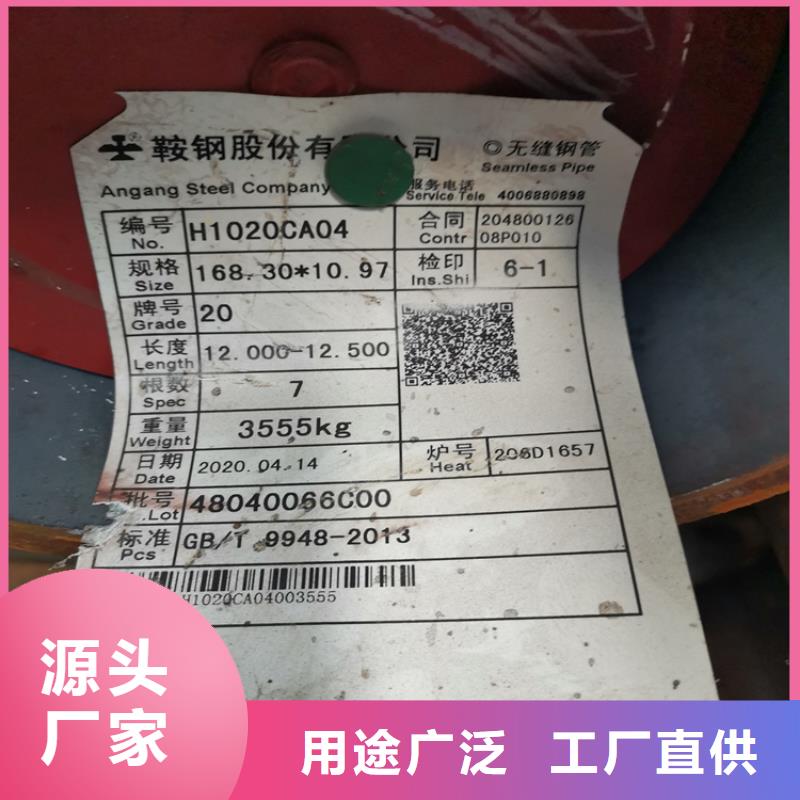 鞍钢股份有 公司
无缝钢管
Seamless Pipe
Angang Steel Company
服务电话
Service Tele 4006880898
编号
No.
H1020CA04
合同
Contr
204800126
08P010
规格
Size
168.30*10.97
检印
Ins.Shi
6-1
牌号
Grade
20
长度
Length
12.000-12.500
根数
Spec
7
重量
Weight
3555kg
日期
Date
2020.04.14
炉号
Heat
206D1657
批号
.Lot
48040066C00
标准
Pcs
GB/T 9948-2013
H1020CA04003555
源头
厂家
用途广泛 工厂直供